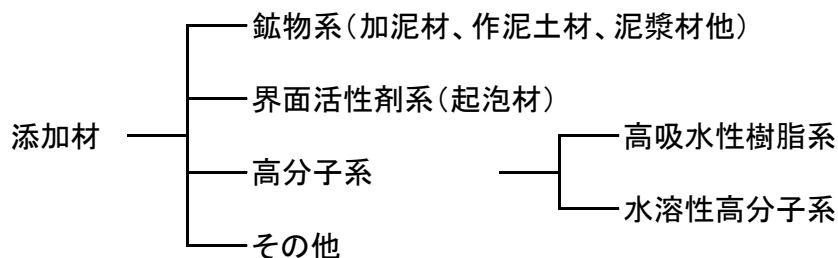 鉱物系（加泥材、作泥土材、泥漿材他）
界面活性剤系（起泡材）
添加材
高吸水性樹脂系
高分子系
水溶性高分子系
その他